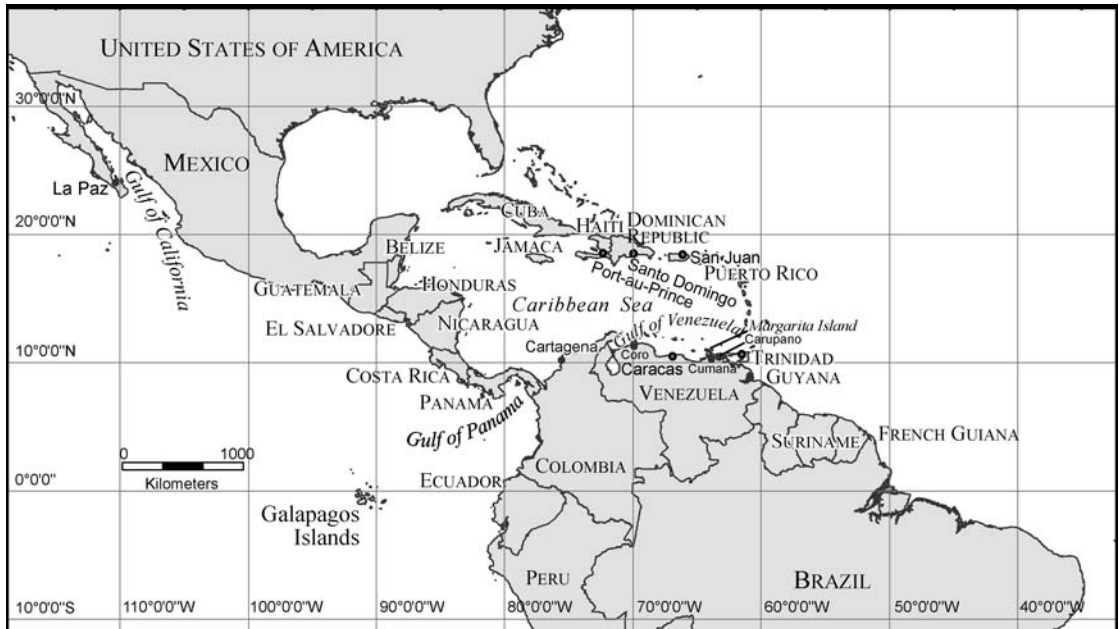 UNITED STATES OF AMERICA
30°0'0"N
MEXICO
La Paz
Gulf of California
20°0'0"N
CUBA
HAITI
DOMINICAN
REPUBLIC
BELIZE
JAMACA
San Juan
PUERTO RICO
Santo Domingo
Port-au-Prince
GUATEMALA
HONDURAS
Caribbean Sea
EL SALVADORE
NICARAGUA
Gulf of Venezuela
Margarita Island
Carupano
10°0'0"N
Cartagena
Coro
Caracas
Cumana
TRINIDAD
COSTA RICA
GUYANA
PANAMA
VENEZUELA
Gulf of Panama
SURINAME
FRENCH GUIANA
0 1000
Kilometers
COLOMBIA
ECUADOR
0°0'0"
Galapagos
Islands
PERU
BRAZIL
10°0'0"S
110°0'0"W
100°0'0"W
90°0'0"W
80°0'0"W
70°0'0"W
60°0'0"W
50°0'0"W
40°0'0"W